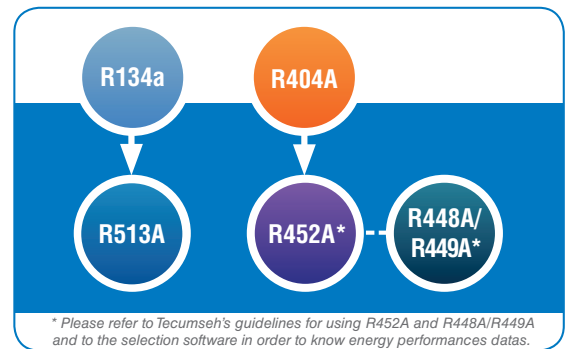 R134a
R404A
R513A
R452A*
R448A/
R449A*
* Please refer to Tecumseh's guidelines for using R452A and R448A/R449A
and to the selection software in order to know energy performances datas.